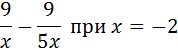 9/x − 9/5x при x = −2